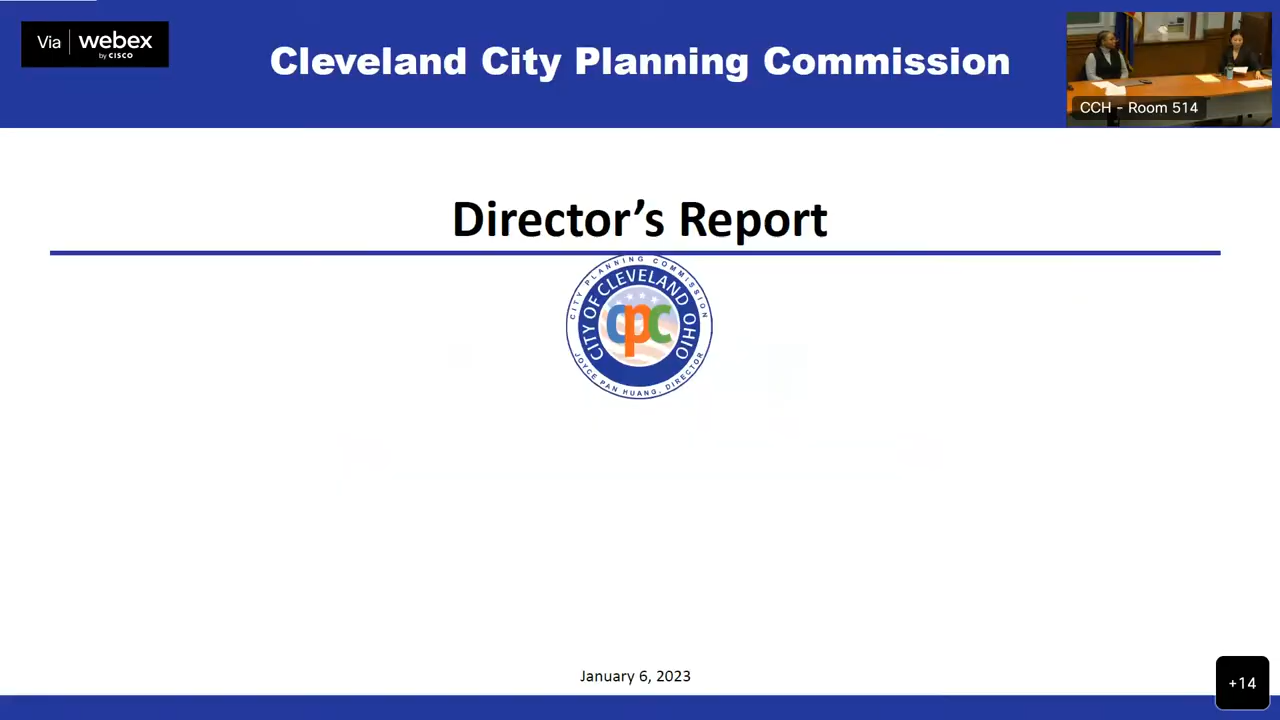 Via webex
by CISCO
Cleveland City Planning Commission
CCH - Room 514
Director's Report
CITY PLANNING COMMISSION
CITY OF CLEVELAND OHIO
cpc
JOYCE PAN HUANG, DIRECTOR
January 6, 2023
+14